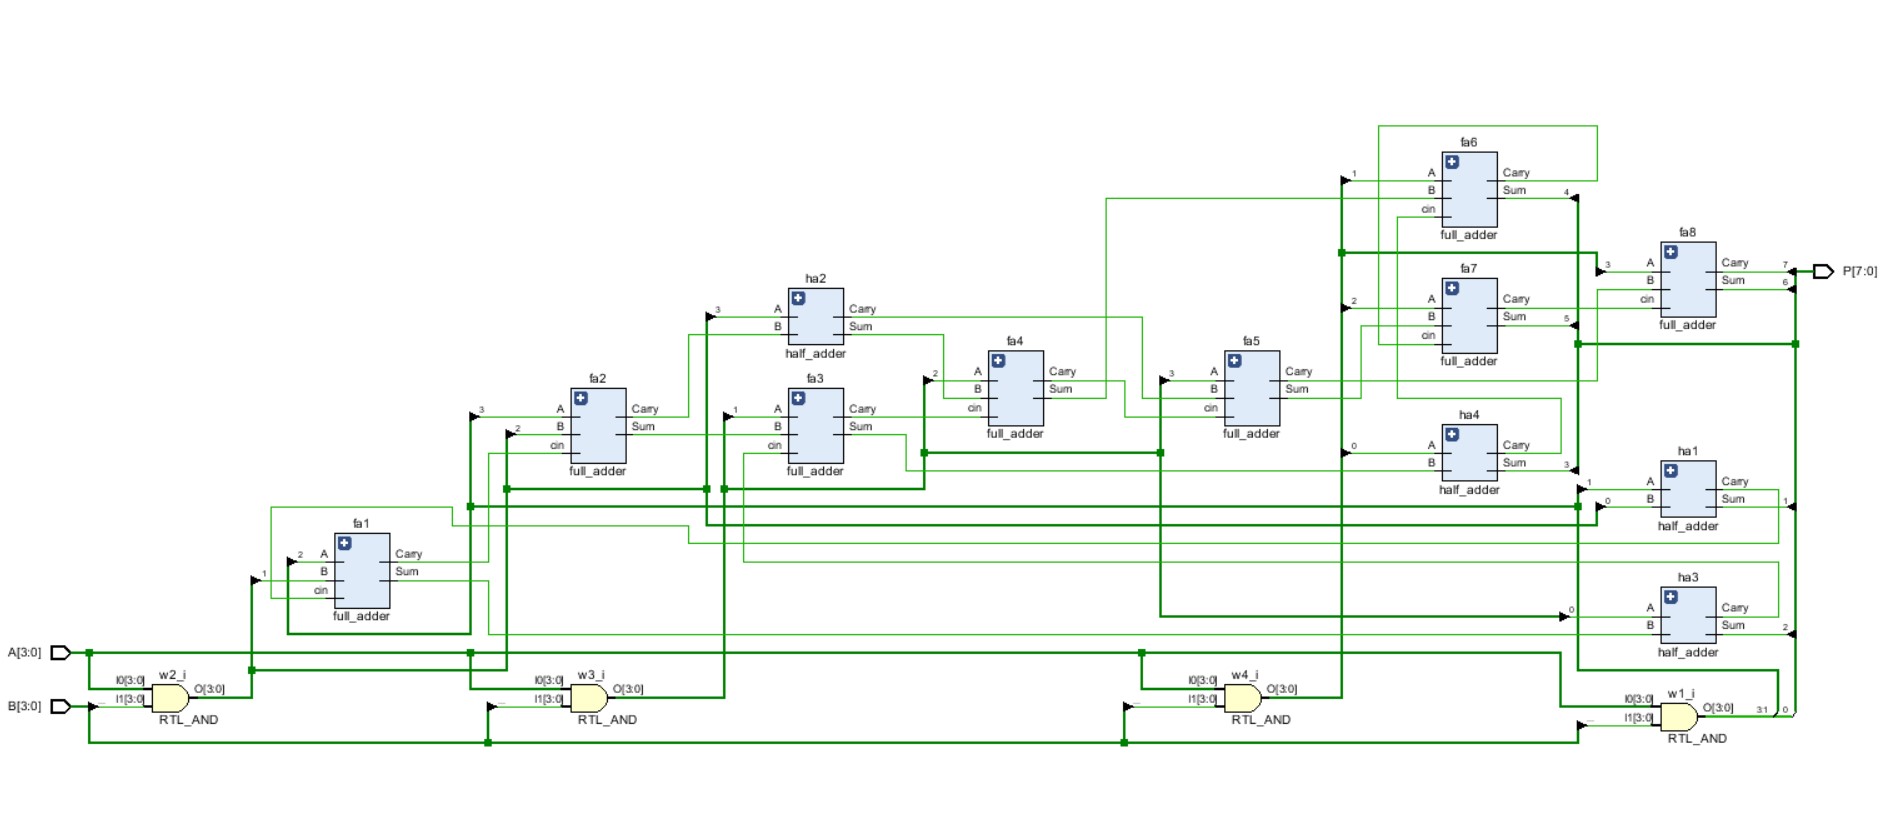 fa6
1 A Carry
B Sum 4
cin
full_adder
fa8
3 A Carry 7
B Sum 6
cin
full_adder
P[7:0]
fa7
2 A Carry
B Sum 5
cin
full_adder
ha2
3 A Carry
B Sum
half_adder
fa4
2 A Carry
B Sum
cin
full_adder
fa5
3 A Carry
B Sum
cin
full_adder
fa2
3 A Carry
2 B Sum
cin
full_adder
fa3
1 A Carry
B Sum
cin
full_adder
ha4
0 A Carry
B Sum 3
half_adder
ha1
1 A Carry
0 B Sum 1
half_adder
fa1
2 A Carry
1 B Sum
cin
full_adder
ha3
0 A Carry
B Sum 2
half_adder
A[3:0]
B[3:0]
w2_i
I0[3:0] O[3:0]
... I1[3:0]
RTL_AND
w3_i
I0[3:0] O[3:0]
... I1[3:0]
RTL_AND
w4_i
I0[3:0] O[3:0]
... I1[3:0]
RTL_AND
w1_i
I0[3:0] O[3:0] 3:1 0
... I1[3:0]
RTL_AND